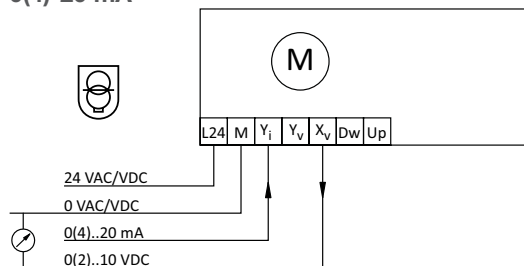 0(4)-20 mA
M
L24 M Yi Yv Xv Dw Up
24 VAC/VDC
0 VAC/VDC
0(4)..20 mA
0(2)..10 VDC